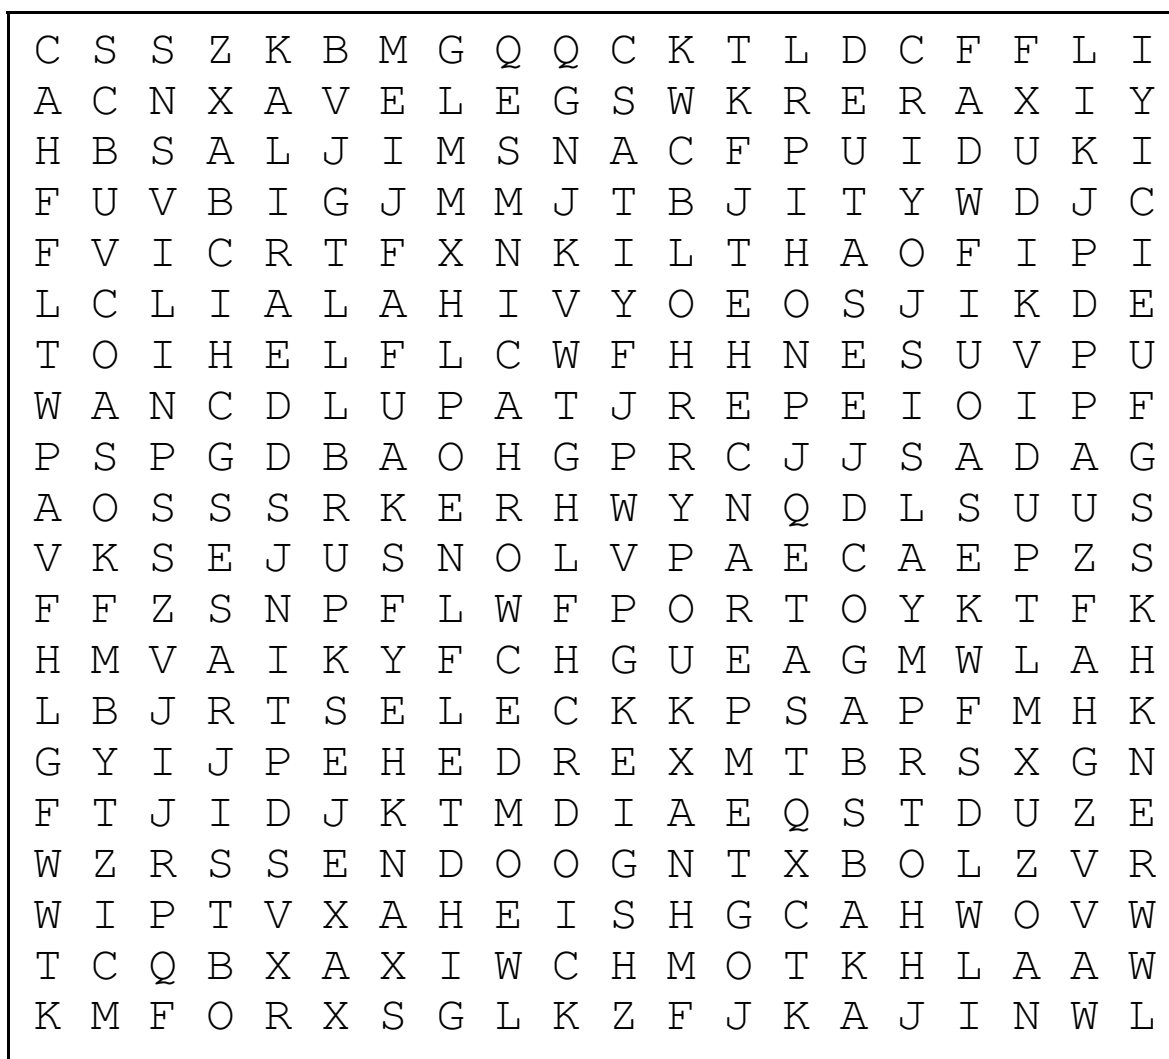 C S S Z K B M G Q Q C K T L D C F F L I
A C N X A V E L E G S W K R E R A X I Y
H B S A L J I M S N A C F P U I D U K I
F U V B I G J M M J T B J I T Y W D J C
F V I C R T F X N K I L T H A O F I P I
L C L I A L A H I V Y O E O S J I K D E
T O I H E L F L C W F H H N E S U V P U
W A N C D L U P A T J R E P E I O I P F
P S P G D B A O H G P R C J J S A D A G
A O S S S R K E R H W Y N Q D L S U U S
V K S E J U S N O L V P A E C A E P Z S
F F Z S N P F L W F P O R T O Y K T F K
H M V A I K Y F C H G U E A G M W L A H
L B J R T S E L E C K K P S A P F M H K
G Y I J P E H E D R E X M T B R S X G N
F T J I D J K T M D I A E Q S T D U Z E
W Z R S S E N D O O G N T X B O L Z V R
W I P T V X A H E I S H G C A H W O V W
T C Q B X A X I W C H M O T K H L A A W
K M F O R X S G L K Z F J K A J I N W L